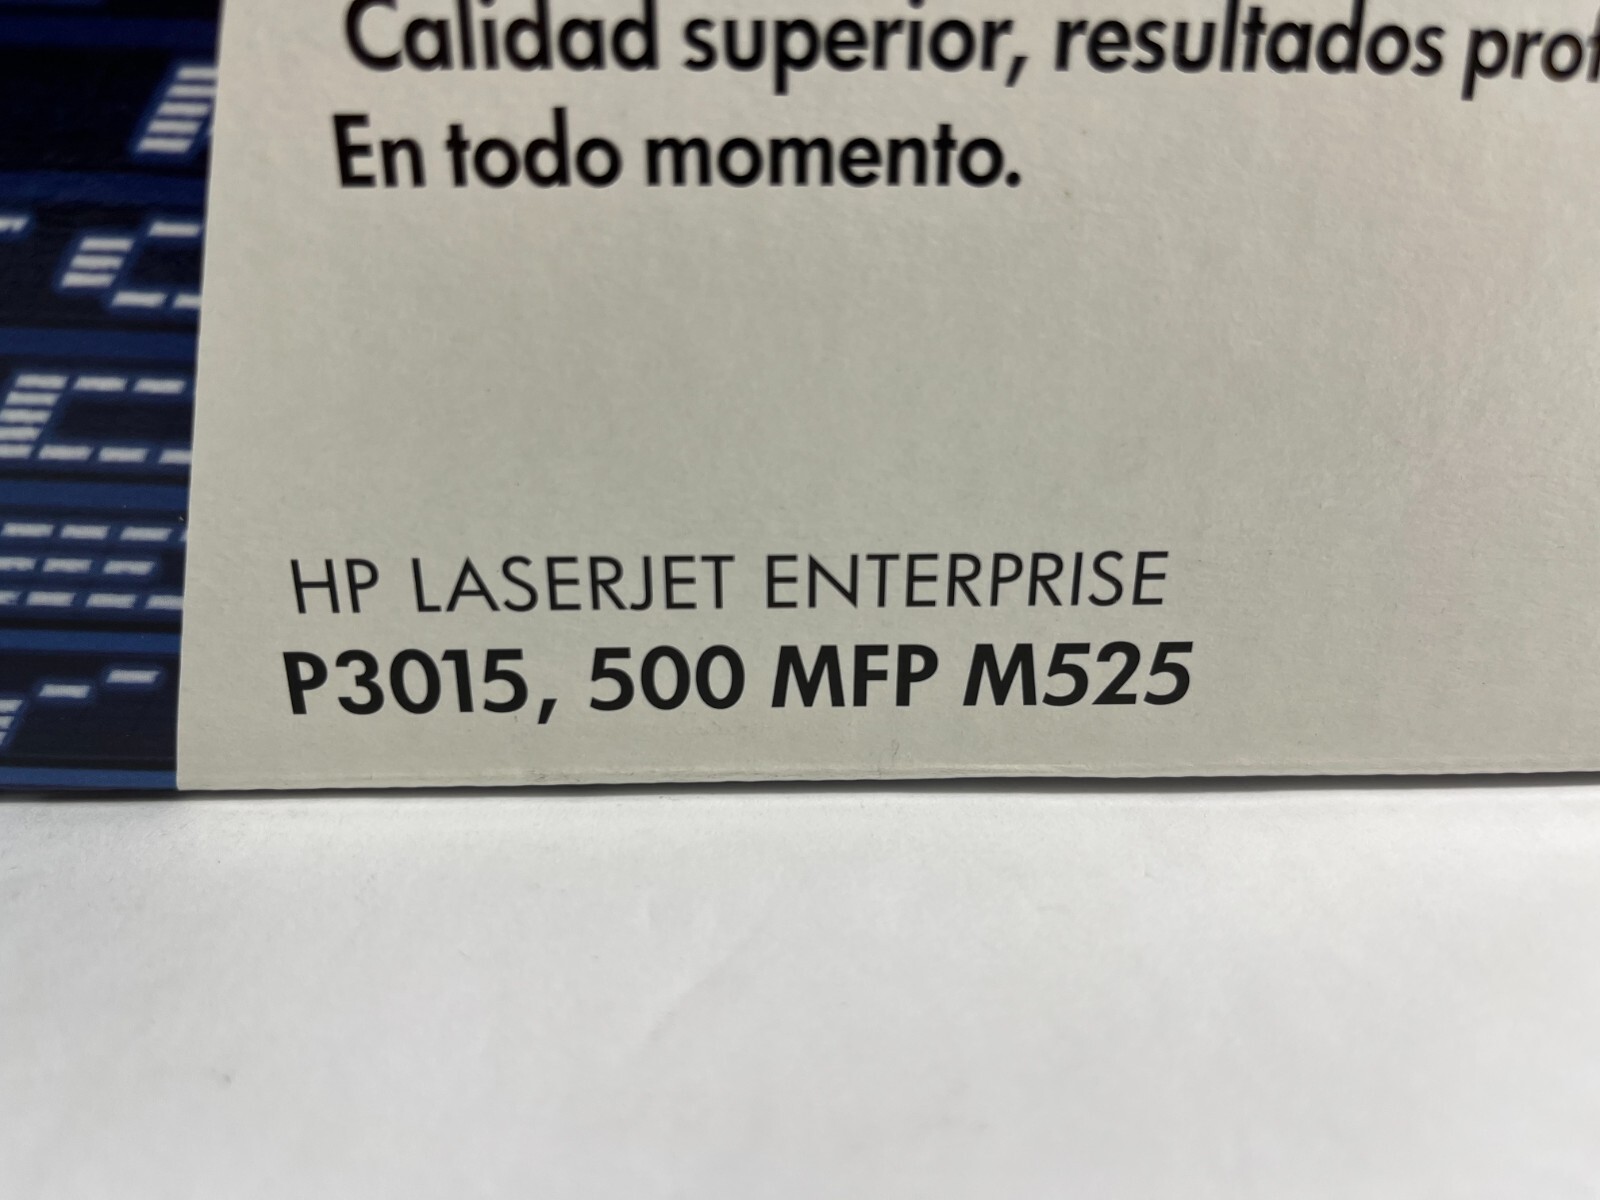 Calidad superior, resultados
En todo momento.
HP LASERJET ENTERPRISE
P3015, 500 MFP M525